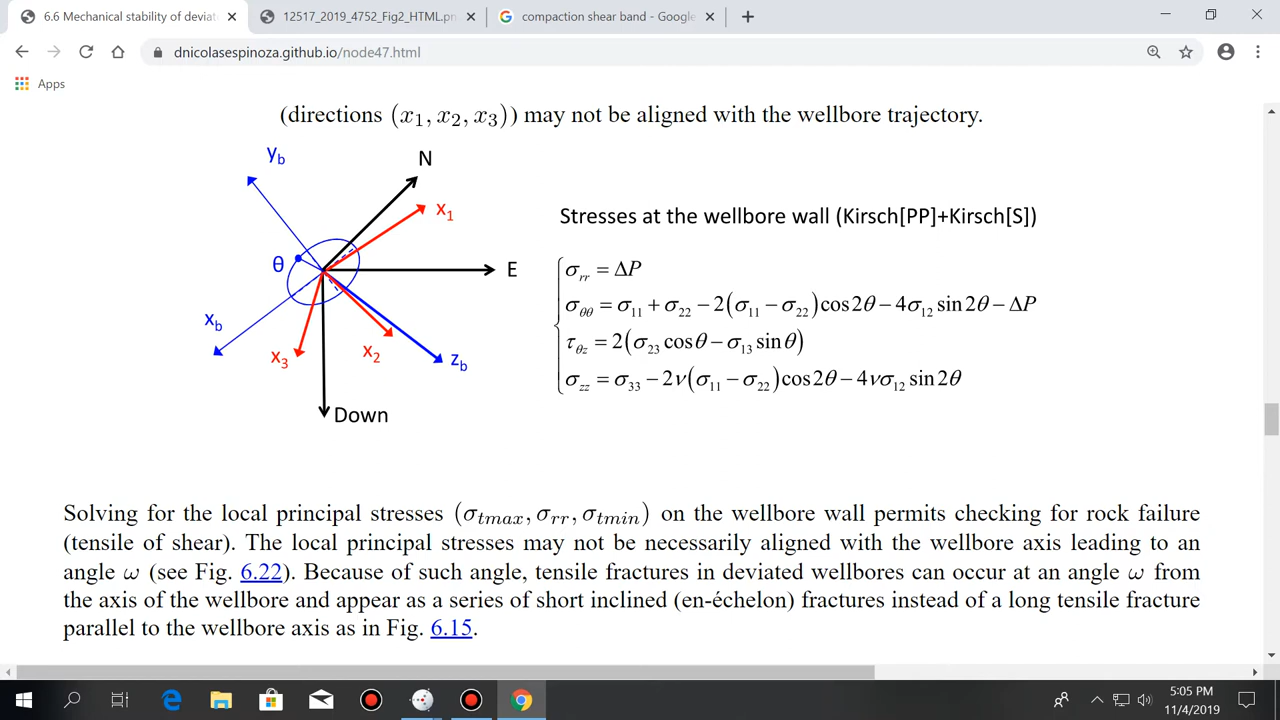 6.6 Mechanical stability of deviat
12517_2019_4752_Fig2_HTML.pn
compaction shear band - Google
dnicolasespinoza.github.io/node47.html
Apps
(directions (x₁, x₂, x₃)) may not be aligned with the wellbore trajectory.
y_b
N
x₁
Stresses at the wellbore wall (Kirsch[PP]+Kirsch[S])
θ
E
σ_rr = ΔP
σ_θθ = σ₁₁ + σ₂₂ − 2(σ₁₁ − σ₂₂)cos2θ − 4σ₁₂ sin2θ − ΔP
x_b
τ_θz = 2(σ₂₃ cosθ − σ₁₃ sinθ)
x₃
x₂
z_b
σ_zz = σ₃₃ − 2ν(σ₁₁ − σ₂₂)cos2θ − 4νσ₁₂ sin2θ
Down
Solving for the local principal stresses (σ_tmax, σ_rr, σ_tmin) on the wellbore wall permits checking for rock failure
(tensile of shear). The local principal stresses may not be necessarily aligned with the wellbore axis leading to an
angle ω (see Fig. 6.22). Because of such angle, tensile fractures in deviated wellbores can occur at an angle ω from
the axis of the wellbore and appear as a series of short inclined (en-échelon) fractures instead of a long tensile fracture
parallel to the wellbore axis as in Fig. 6.15.
5:05 PM
11/4/2019